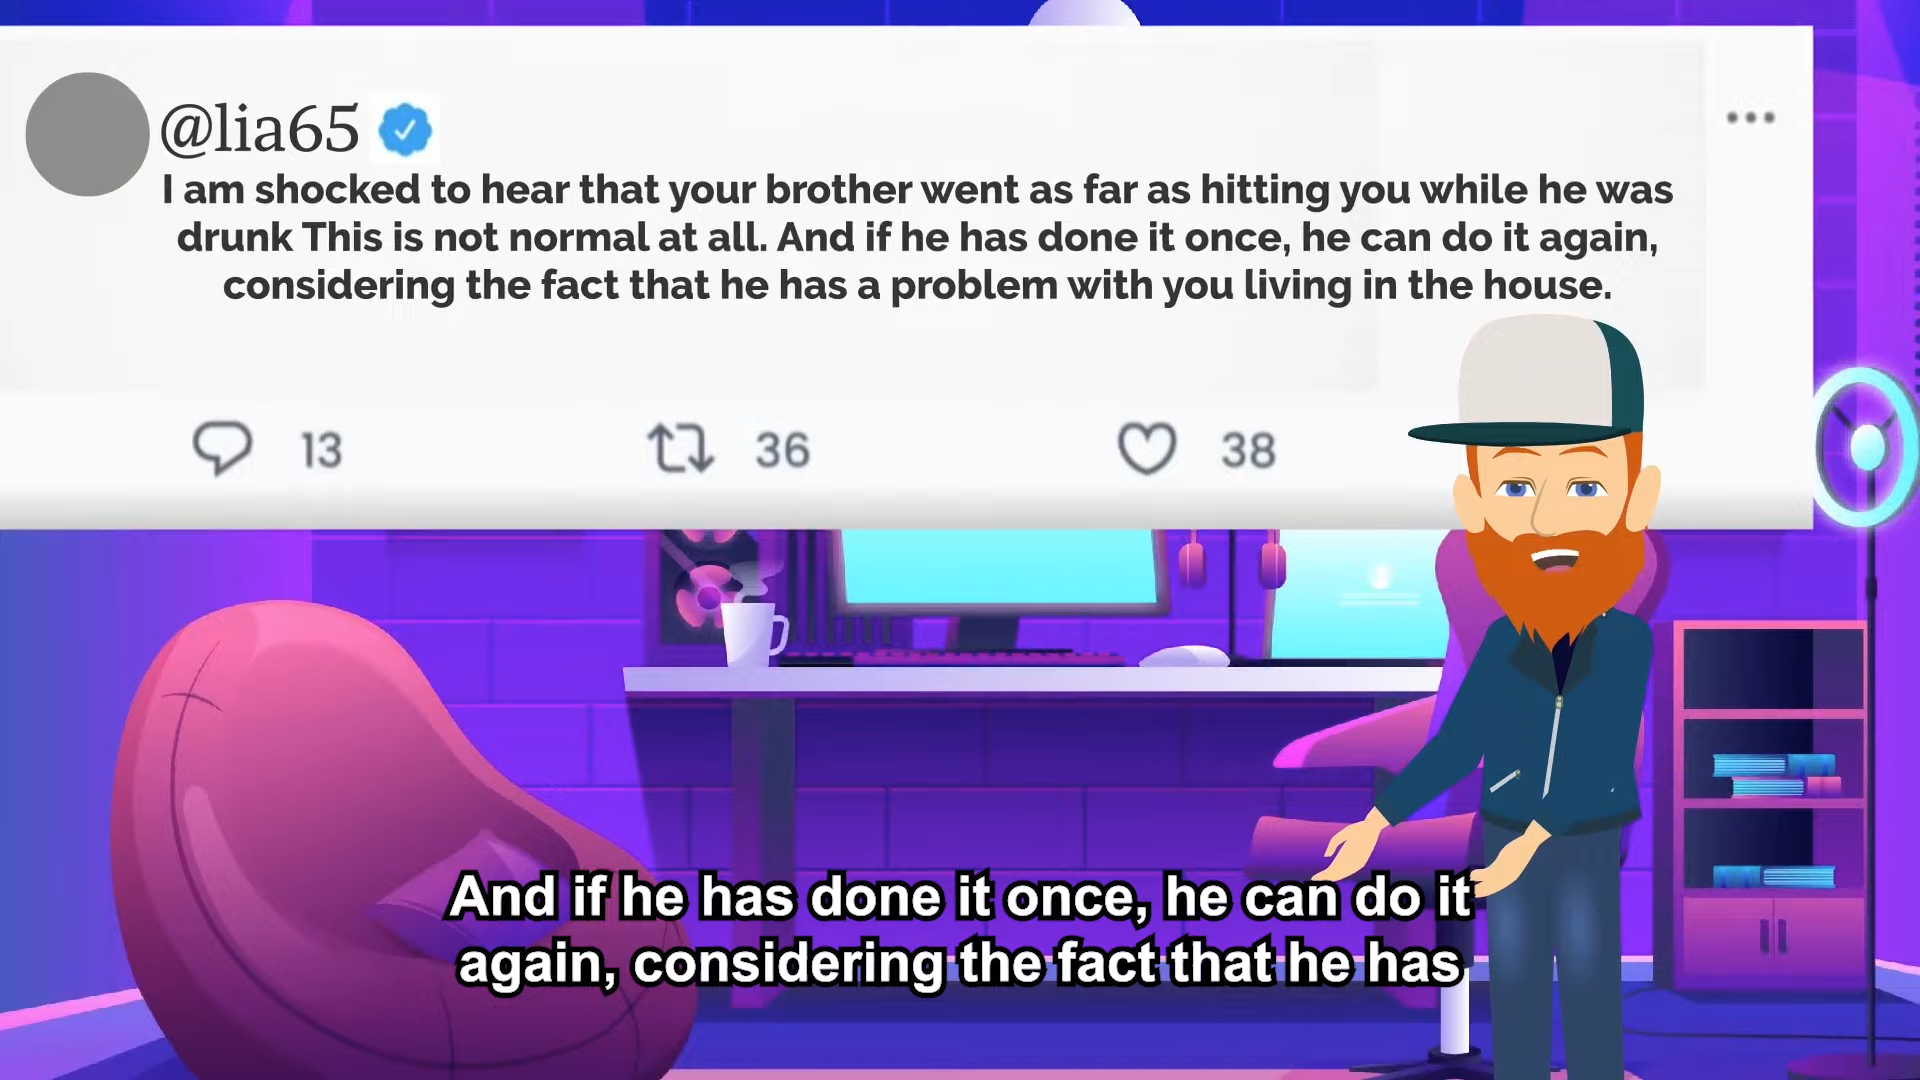 @lia65
I am shocked to hear that your brother went as far as hitting you while he was
drunk This is not normal at all. And if he has done it once, he can do it again,
considering the fact that he has a problem with you living in the house.
13 36 38
And if he has done it once, he can do it
again, considering the fact that he has